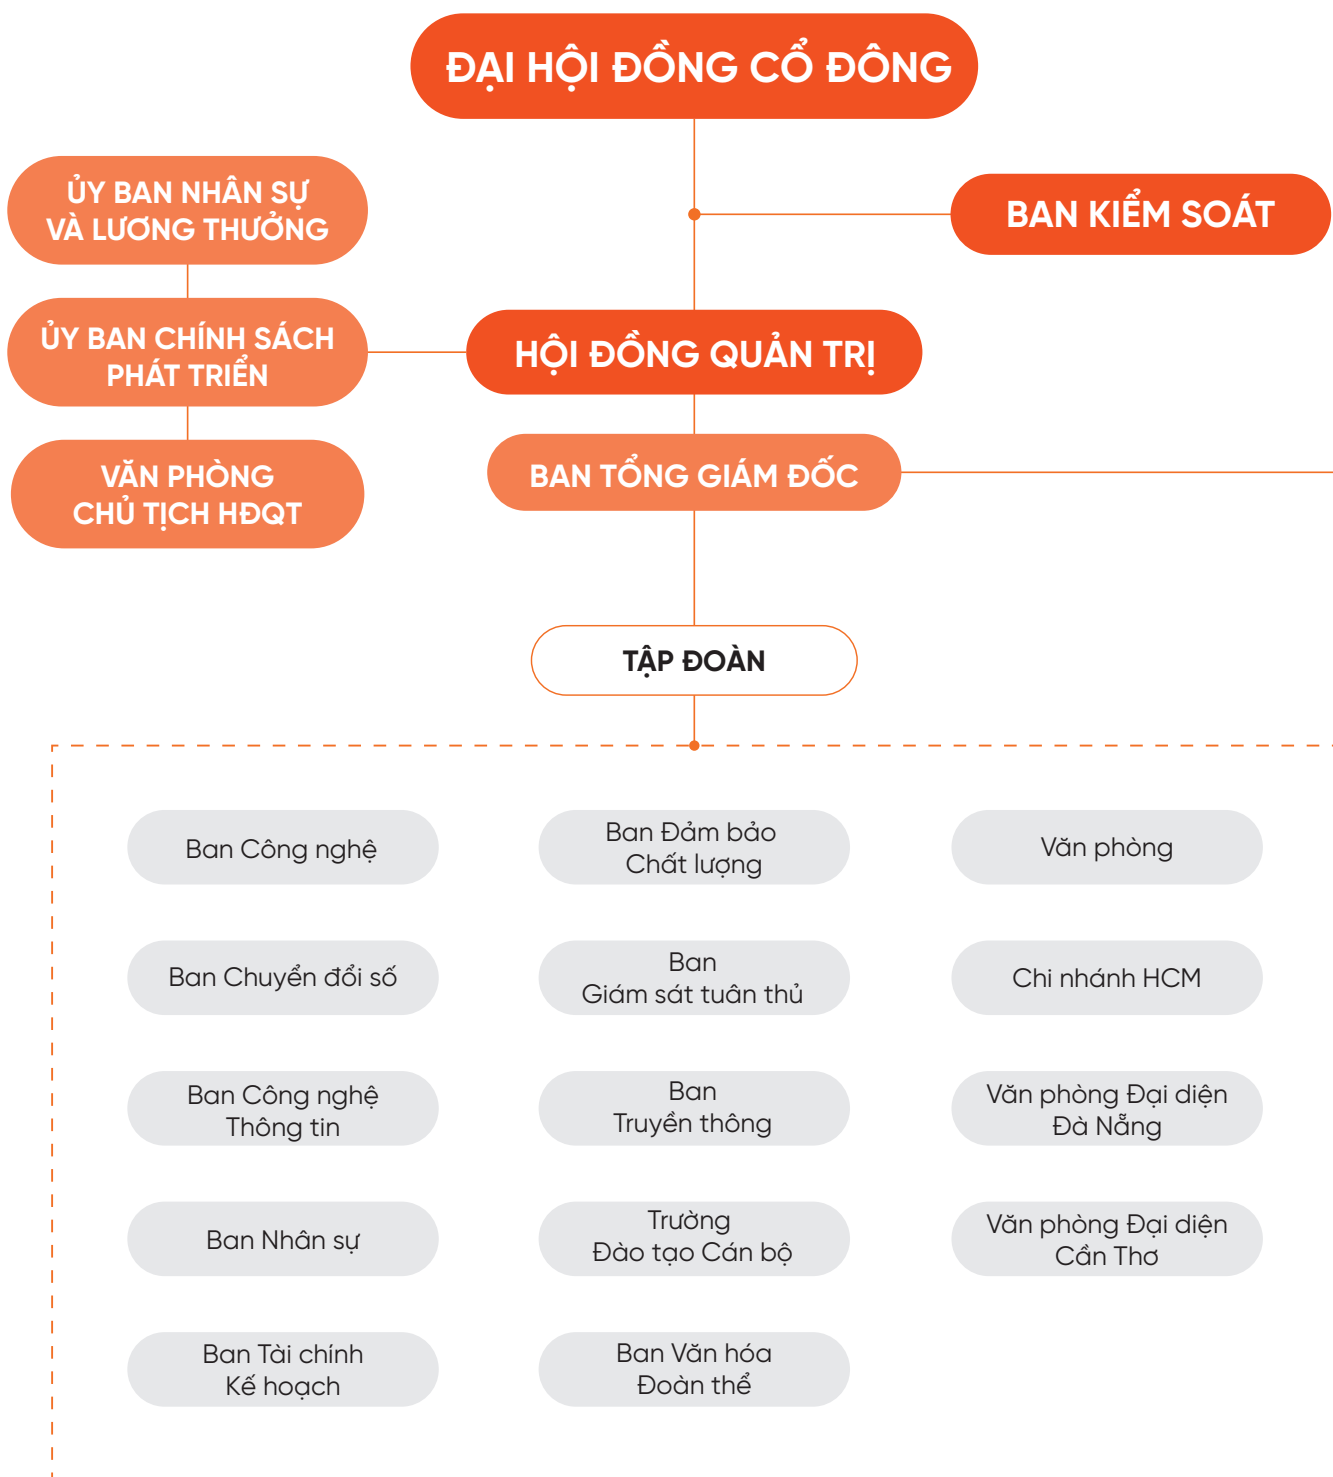 ĐẠI HỘI ĐỒNG CỔ ĐÔNG
ỦY BAN NHÂN SỰ
VÀ LƯƠNG THƯỞNG
BAN KIỂM SOÁT
ỦY BAN CHÍNH SÁCH
PHÁT TRIỂN
HỘI ĐỒNG QUẢN TRỊ
VĂN PHÒNG
CHỦ TỊCH HĐQT
BAN TỔNG GIÁM ĐỐC
TẬP ĐOÀN
Ban Công nghệ
Ban Đảm bảo
Chất lượng
Văn phòng
Ban Chuyển đổi số
Ban
Giám sát tuân thủ
Chi nhánh HCM
Ban Công nghệ
Thông tin
Ban
Truyền thông
Văn phòng Đại diện
Đà Nẵng
Ban Nhân sự
Trường
Đào tạo Cán bộ
Văn phòng Đại diện
Cần Thơ
Ban Tài chính
Kế hoạch
Ban Văn hóa
Đoàn thể